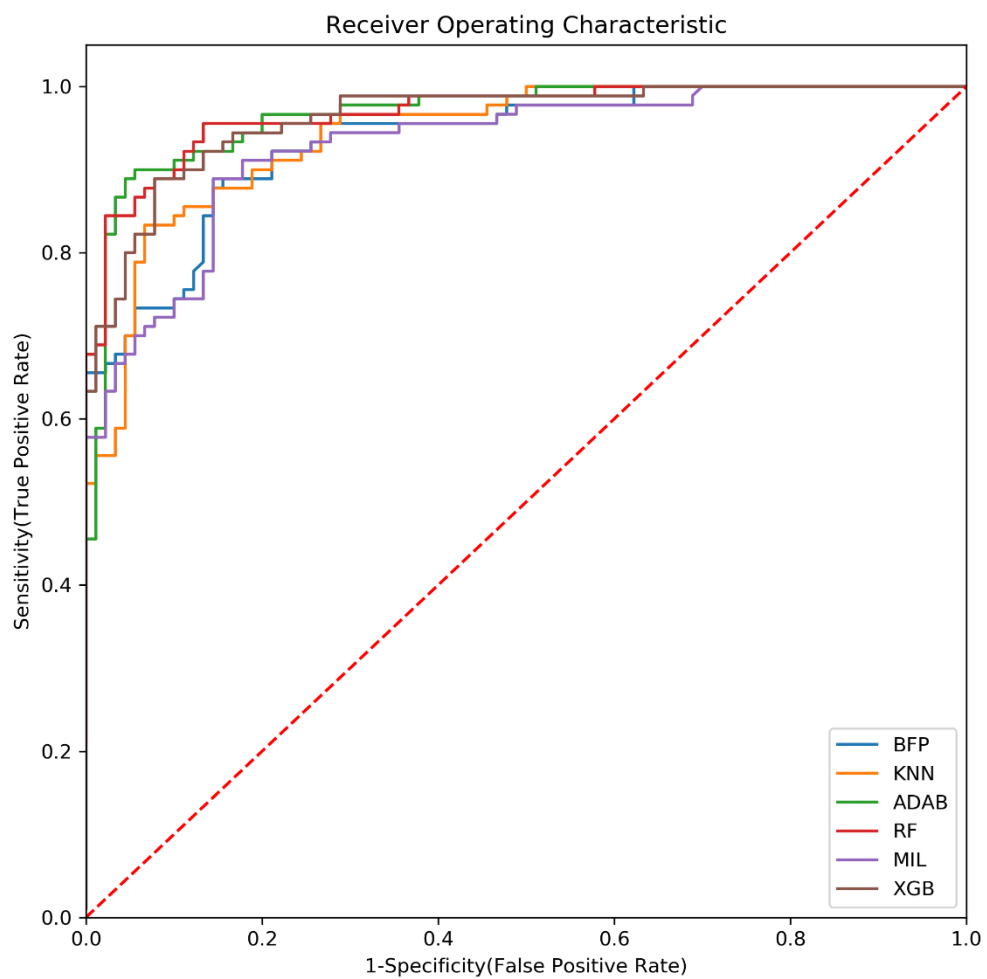 Receiver Operating Characteristic
Sensitivity(True Positive Rate)
1.0
0.8
0.6
0.4
0.2
0.0
0.0 0.2 0.4 0.6 0.8 1.0
1-Specificity(False Positive Rate)
BFP
KNN
ADAB
RF
MIL
XGB